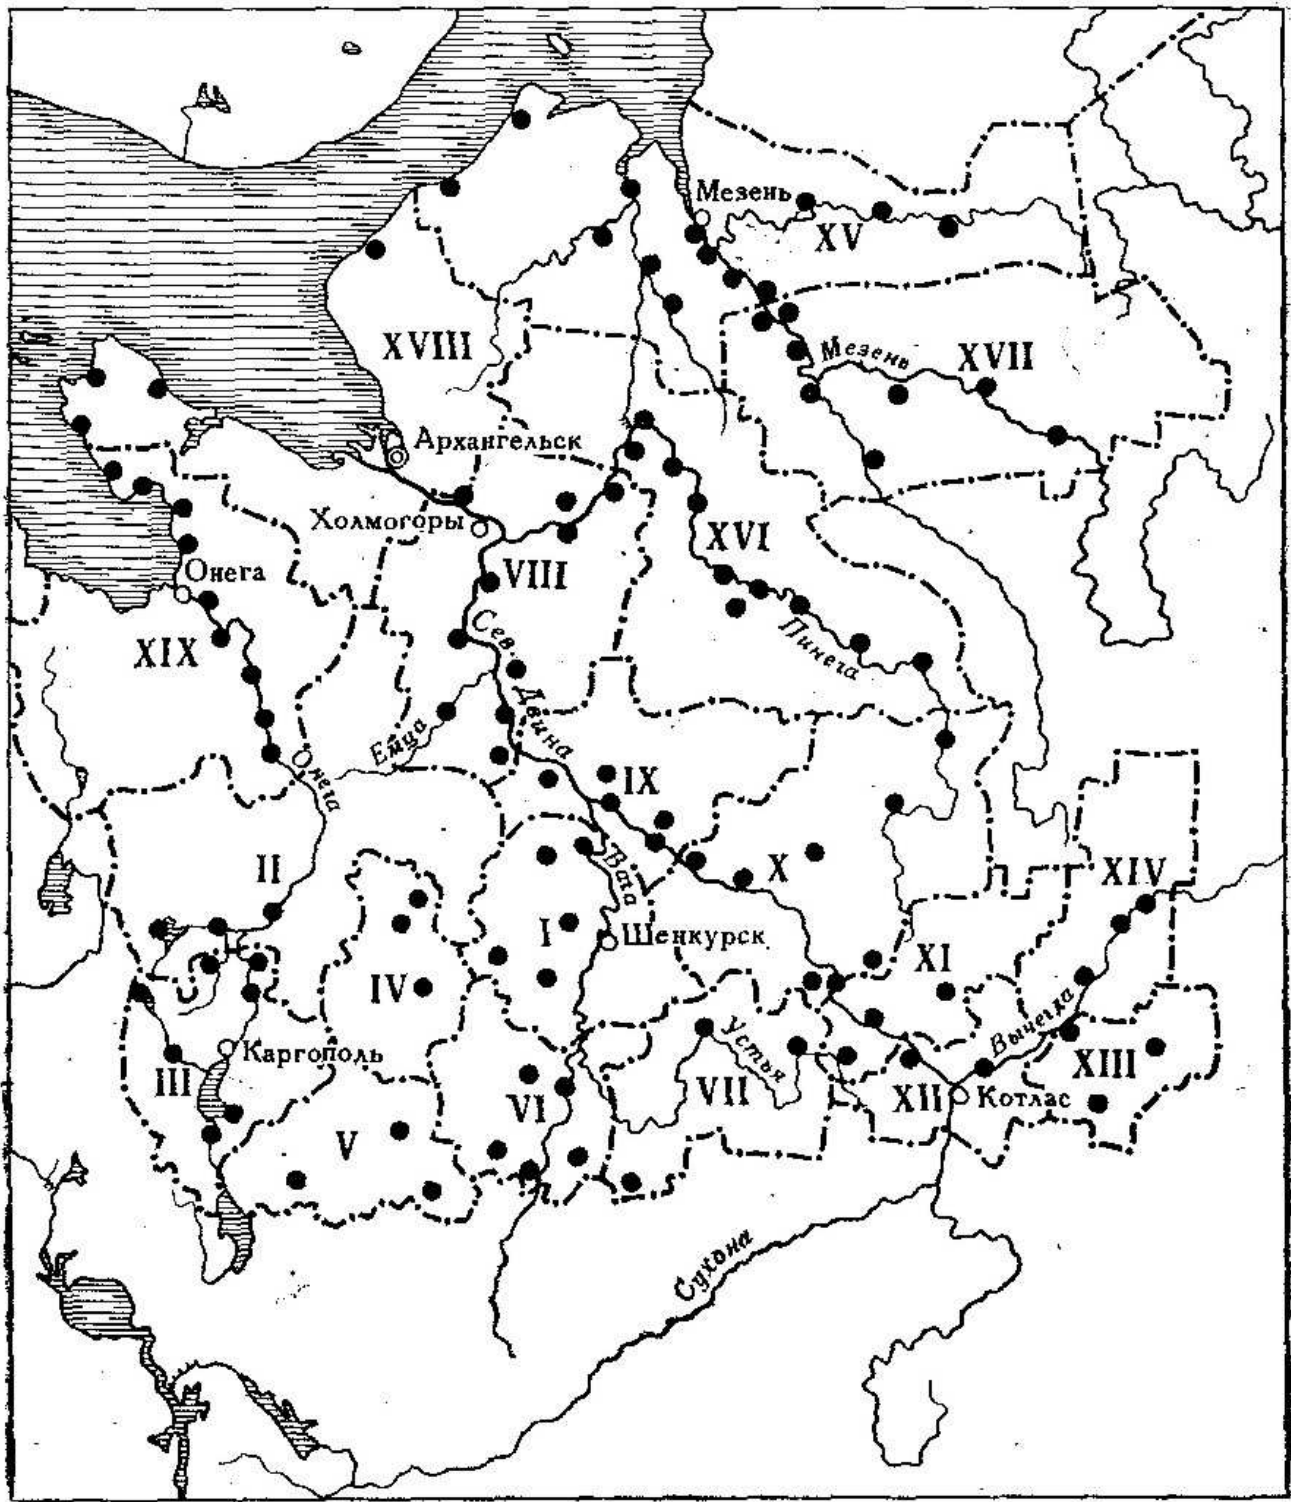 Мезень
XV
XVIII
Мезень
XVII
Архангельск
Холмогоры
XVI
VIII
Онега
Сев. Двина
Пинега
XIX
Емца
Онега
IX
X
II
Вага
XIV
I
Шенкурск
XI
IV
Устья
Вычегда
Каргополь
III
VII
XIII
VI
XII
Котлас
V
Сухона